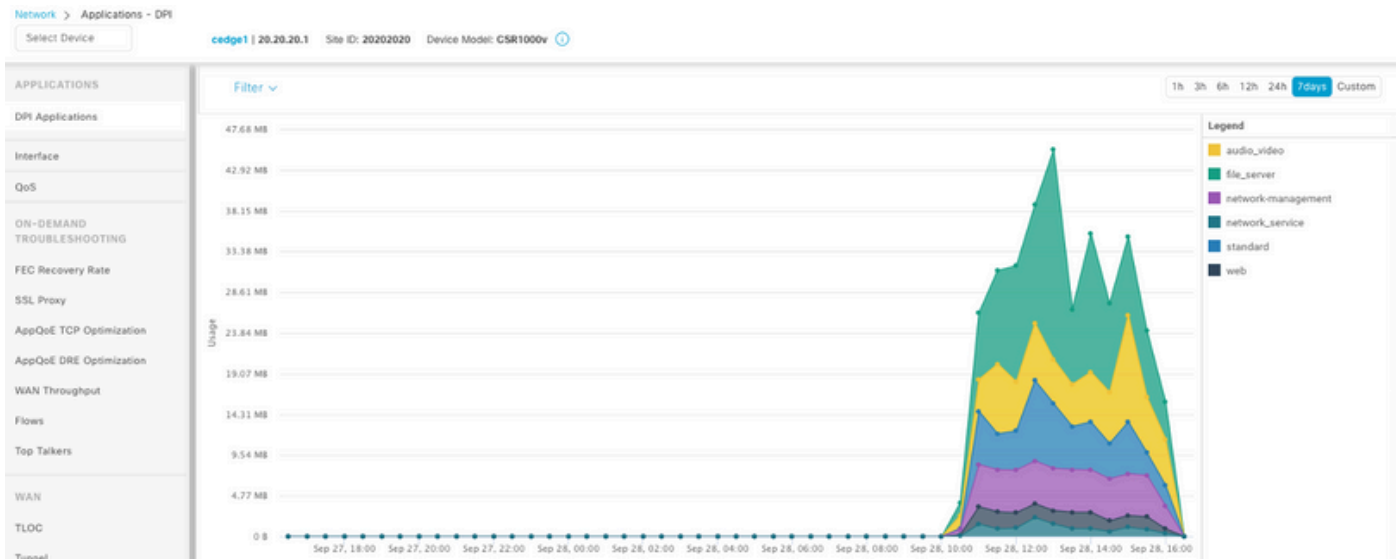 Network > Applications - DPI
Select Device
cedge1 | 20.20.20.1 Site ID: 20202020 Device Model: CSR1000v
APPLICATIONS
DPI Applications
Interface
QoS
ON-DEMAND
TROUBLESHOOTING
FEC Recovery Rate
SSL Proxy
AppQoE TCP Optimization
AppQoE DRE Optimization
WAN Throughput
Flows
Top Talkers
WAN
TLOC
Tunnel
Filter
1h 3h 6h 12h 24h 7days Custom
Usage
47.68 MB
42.92 MB
38.15 MB
33.38 MB
28.61 MB
23.84 MB
19.07 MB
14.31 MB
9.54 MB
4.77 MB
0 B
Sep 27, 18:00 Sep 27, 20:00 Sep 27, 22:00 Sep 28, 00:00 Sep 28, 02:00 Sep 28, 04:00 Sep 28, 06:00 Sep 28, 08:00 Sep 28, 10:00 Sep 28, 12:00 Sep 28, 14:00 Sep 28, 16:00
Legend
audio_video
file_server
network-management
network_service
standard
web